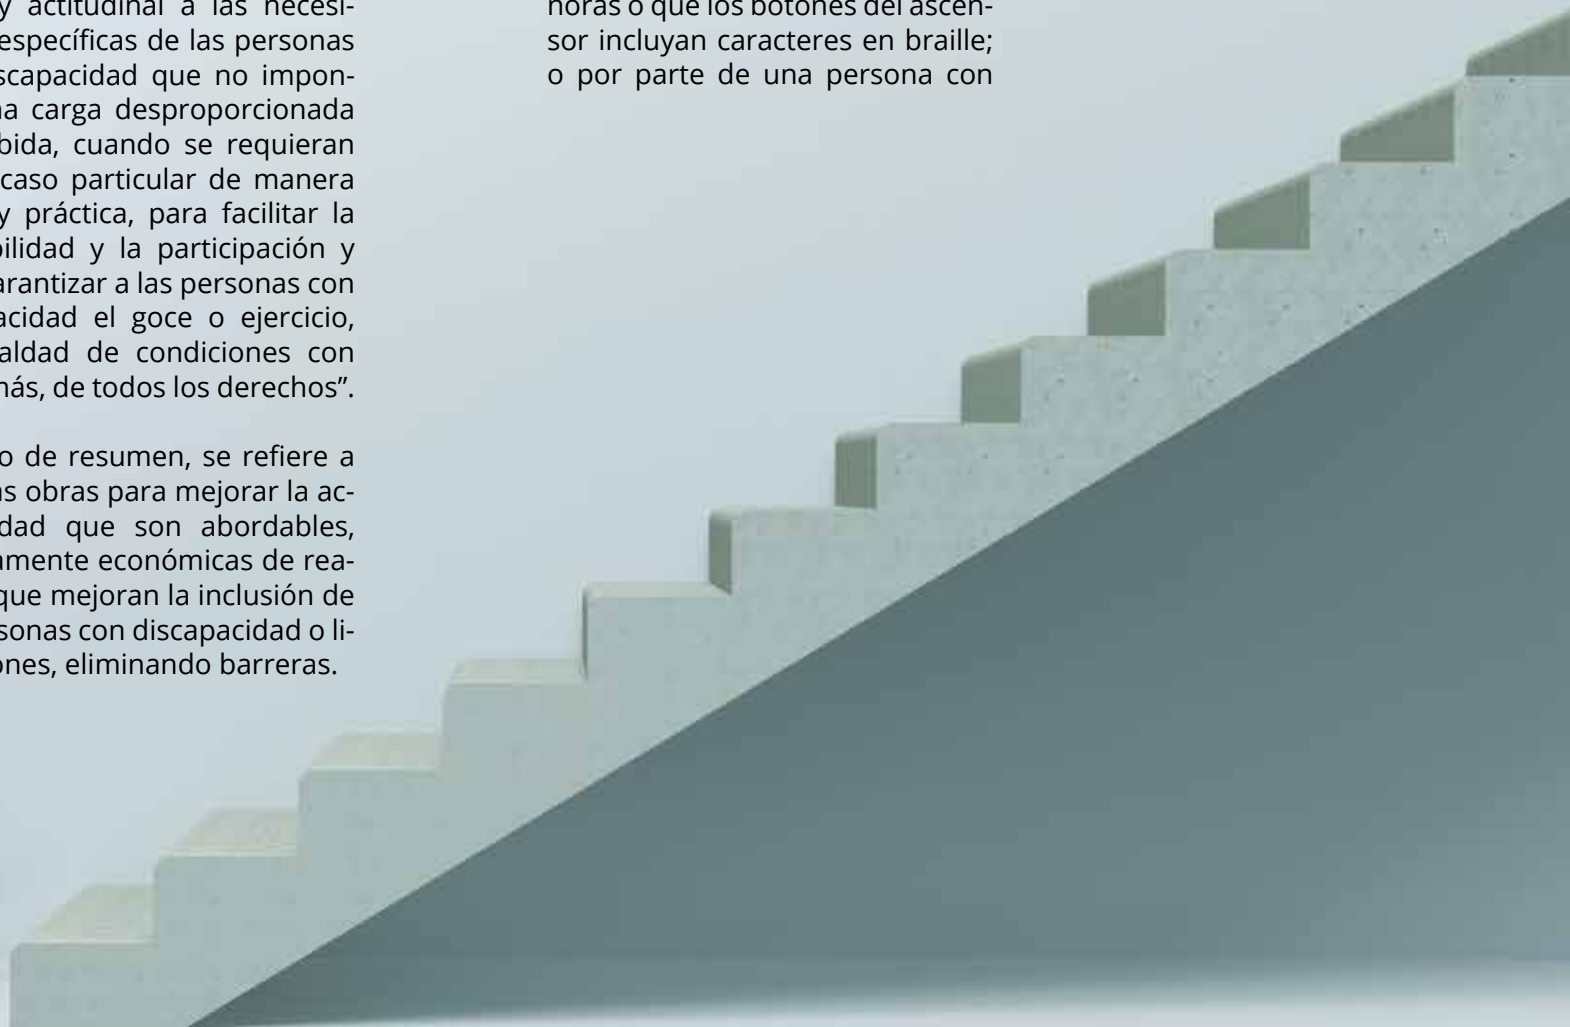 y actitudinal a las necesi-
específicas de las personas
scapacidad que no impon-
na carga desproporcionada
bida, cuando se requieran
caso particular de manera
y práctica, para facilitar la
bilidad y la participación y
arantizar a las personas con
acidad el goce o ejercicio,
aldad de condiciones con
nás, de todos los derechos”.
o de resumen, se refiere a
as obras para mejorar la ac-
dad que son abordables,
amente económicas de rea-
que mejoran la inclusión de
rsonas con discapacidad o li-
ones, eliminando barreras.
horas o que los botones del ascen-
sor incluyan caracteres en braille;
o por parte de una persona con